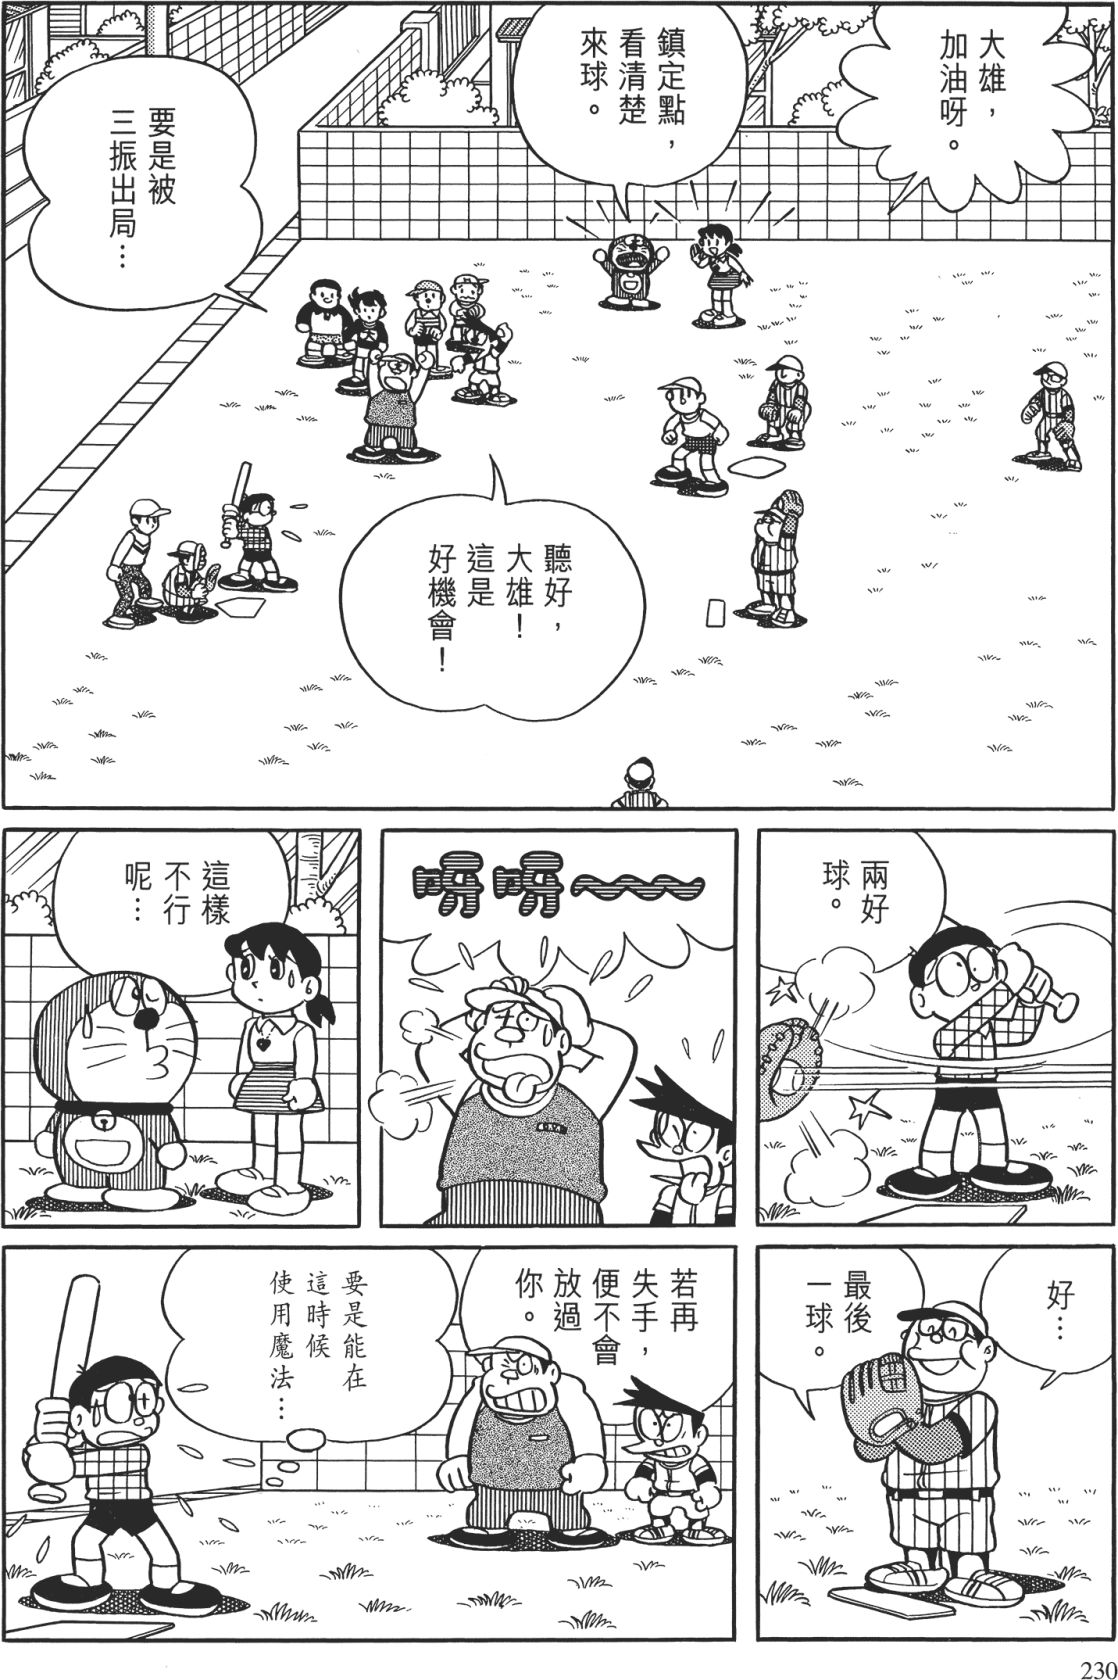 大雄，
加油呀。
鎮定點，
看清楚
來球。
要是被
三振出局…
聽好，
大雄！
這是
好機會！
兩好
球。
呀呀～
這樣
不行
呢…
好…
最後
一球。
若再
失手，
便不會
放過
你。
要是能在
這時候
使用魔法…
230